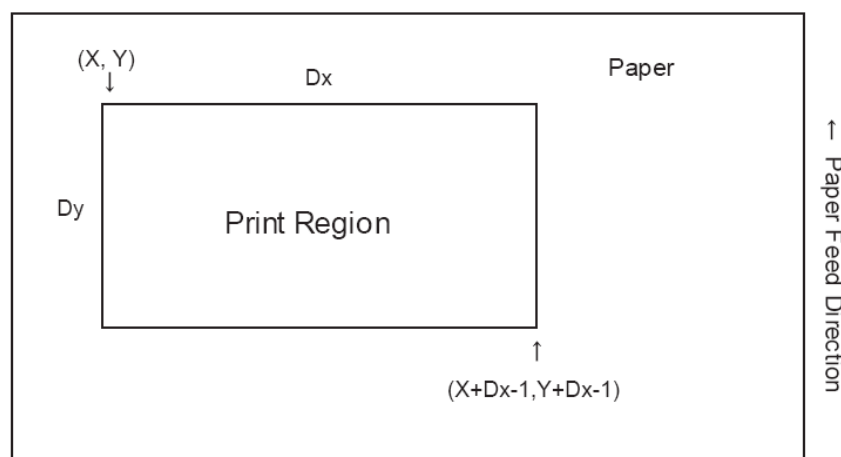 (X, Y)
↓
Dx
Paper
Dy
Print Region
↑
(X+Dx-1,Y+Dx-1)
← Paper Feed Direction